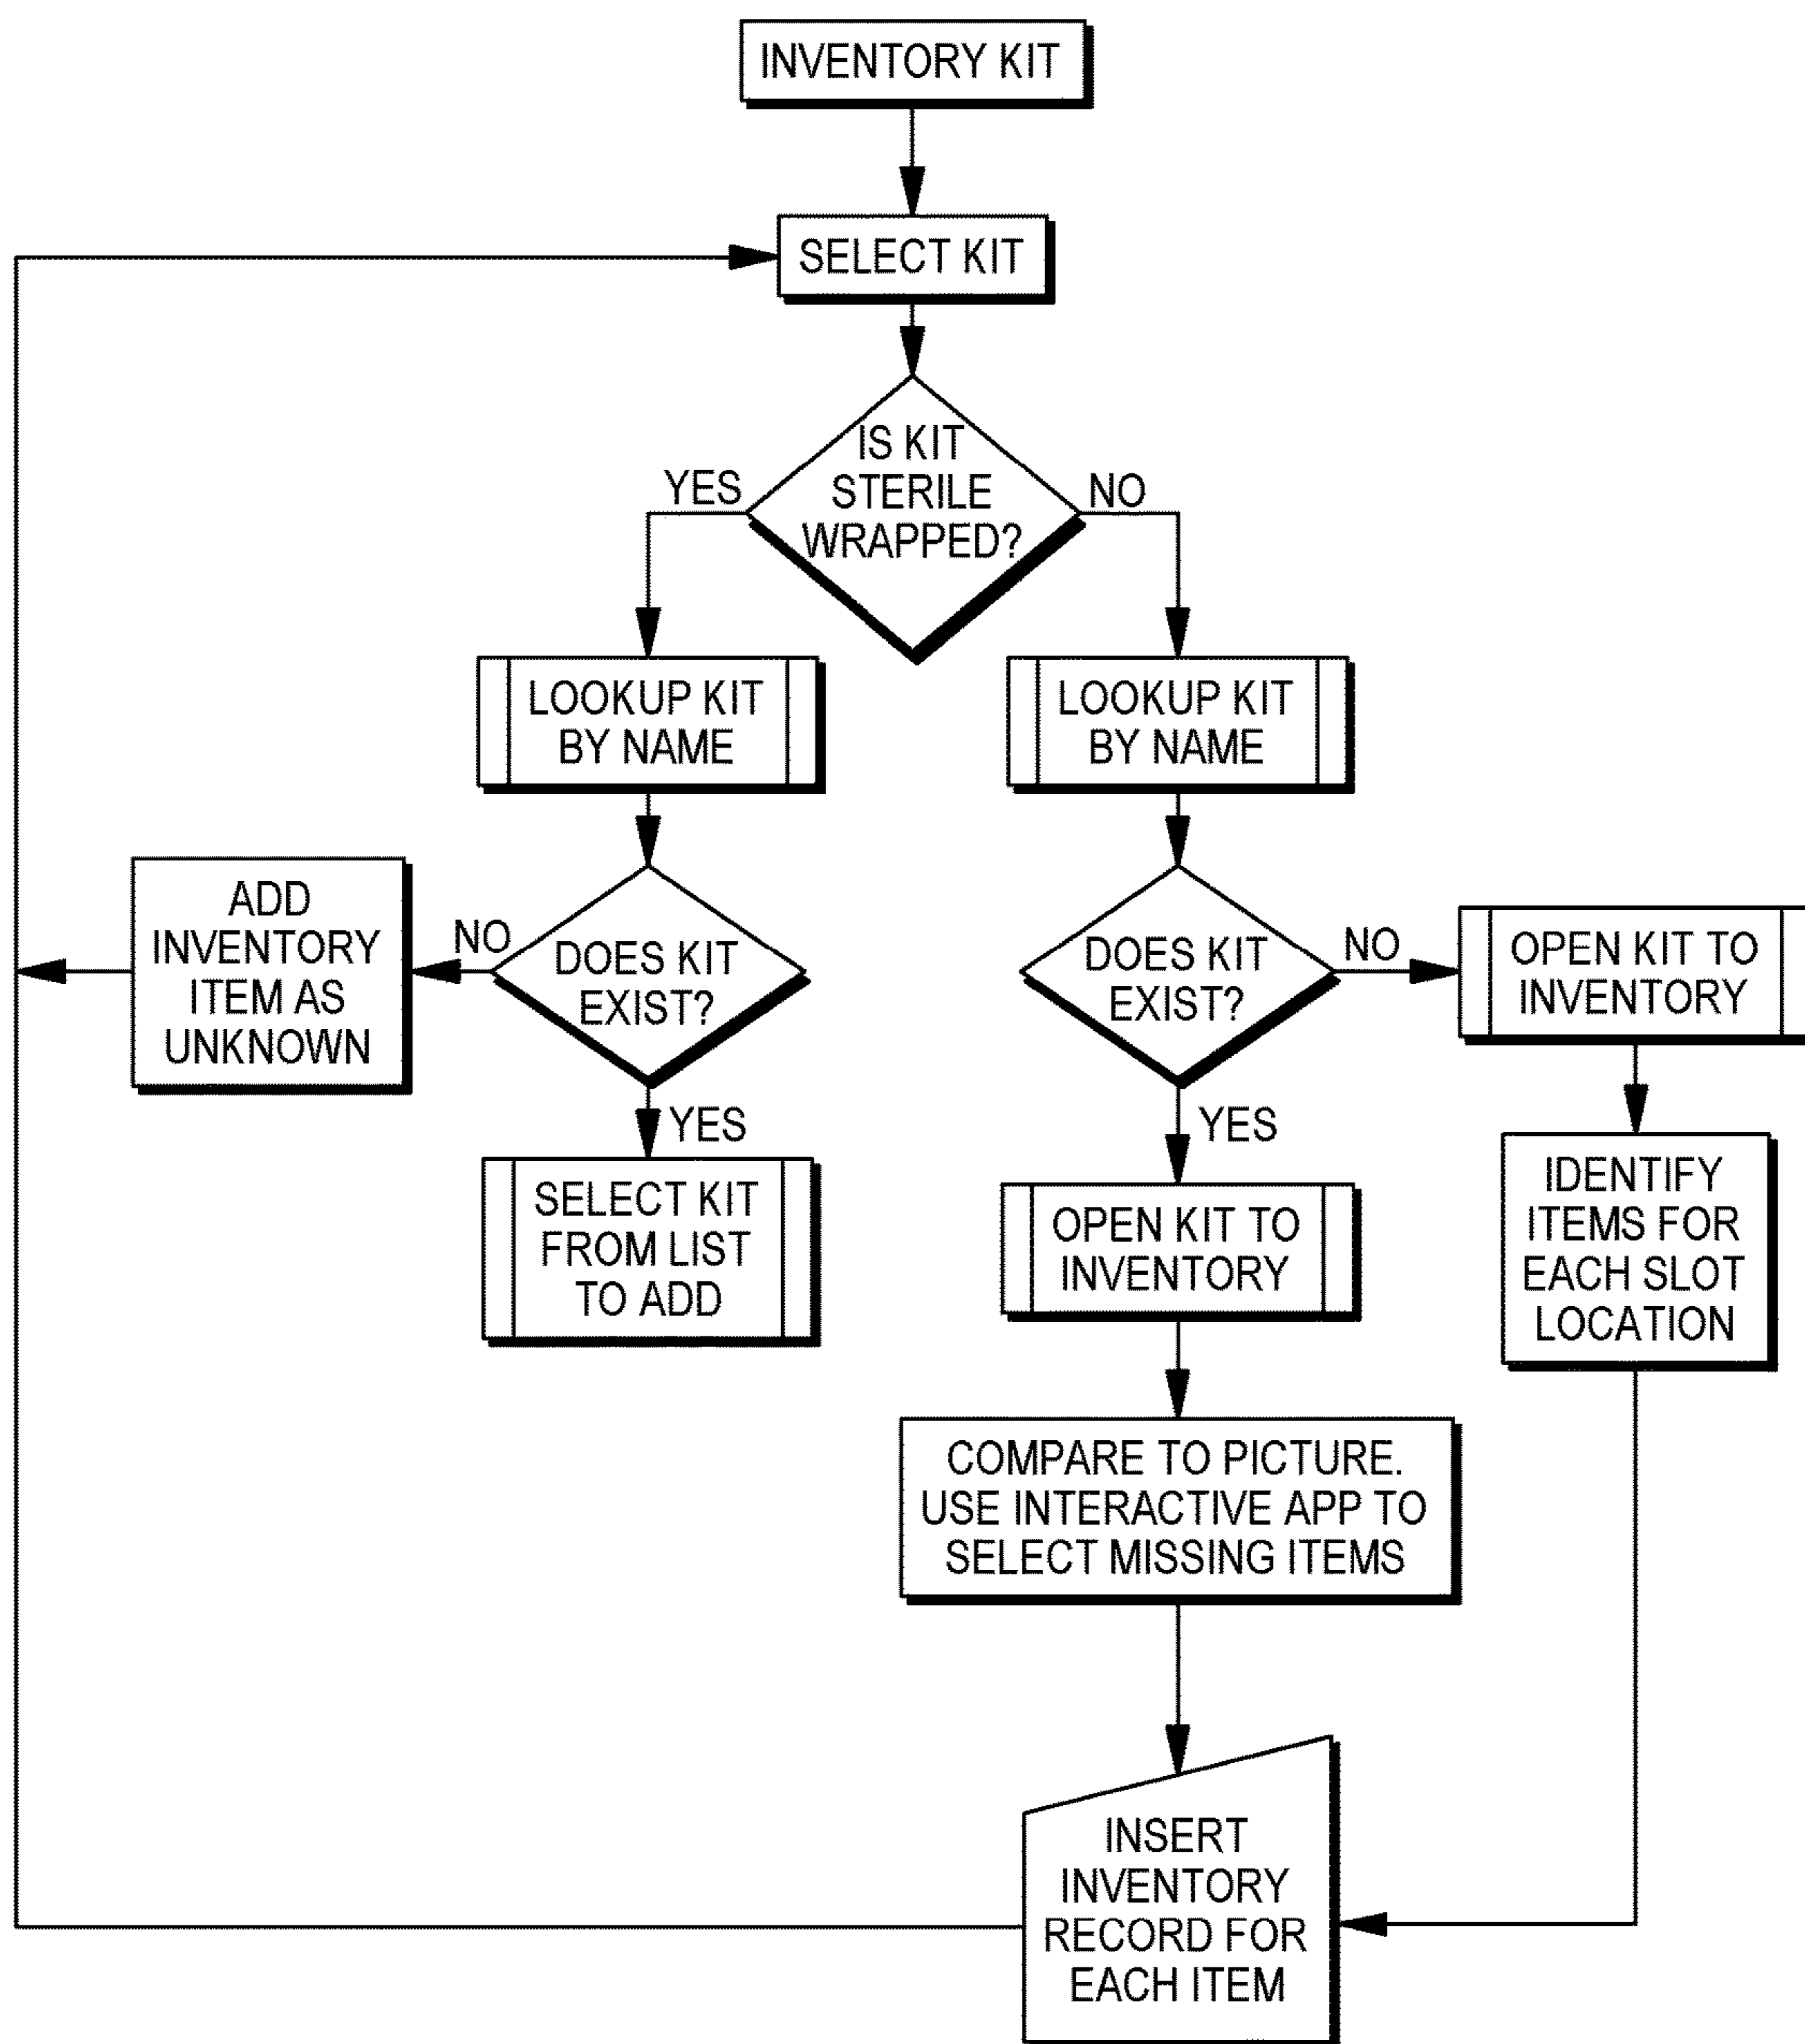 INVENTORY KIT
SELECT KIT
IS KIT
STERILE
WRAPPED?
YES
NO
LOOKUP KIT
BY NAME
LOOKUP KIT
BY NAME
ADD
INVENTORY
ITEM AS
UNKNOWN
NO
DOES KIT
EXIST?
DOES KIT
EXIST?
NO
OPEN KIT TO
INVENTORY
YES
SELECT KIT
FROM LIST
TO ADD
YES
OPEN KIT TO
INVENTORY
IDENTIFY
ITEMS FOR
EACH SLOT
LOCATION
COMPARE TO PICTURE.
USE INTERACTIVE APP TO
SELECT MISSING ITEMS
INSERT
INVENTORY
RECORD FOR
EACH ITEM